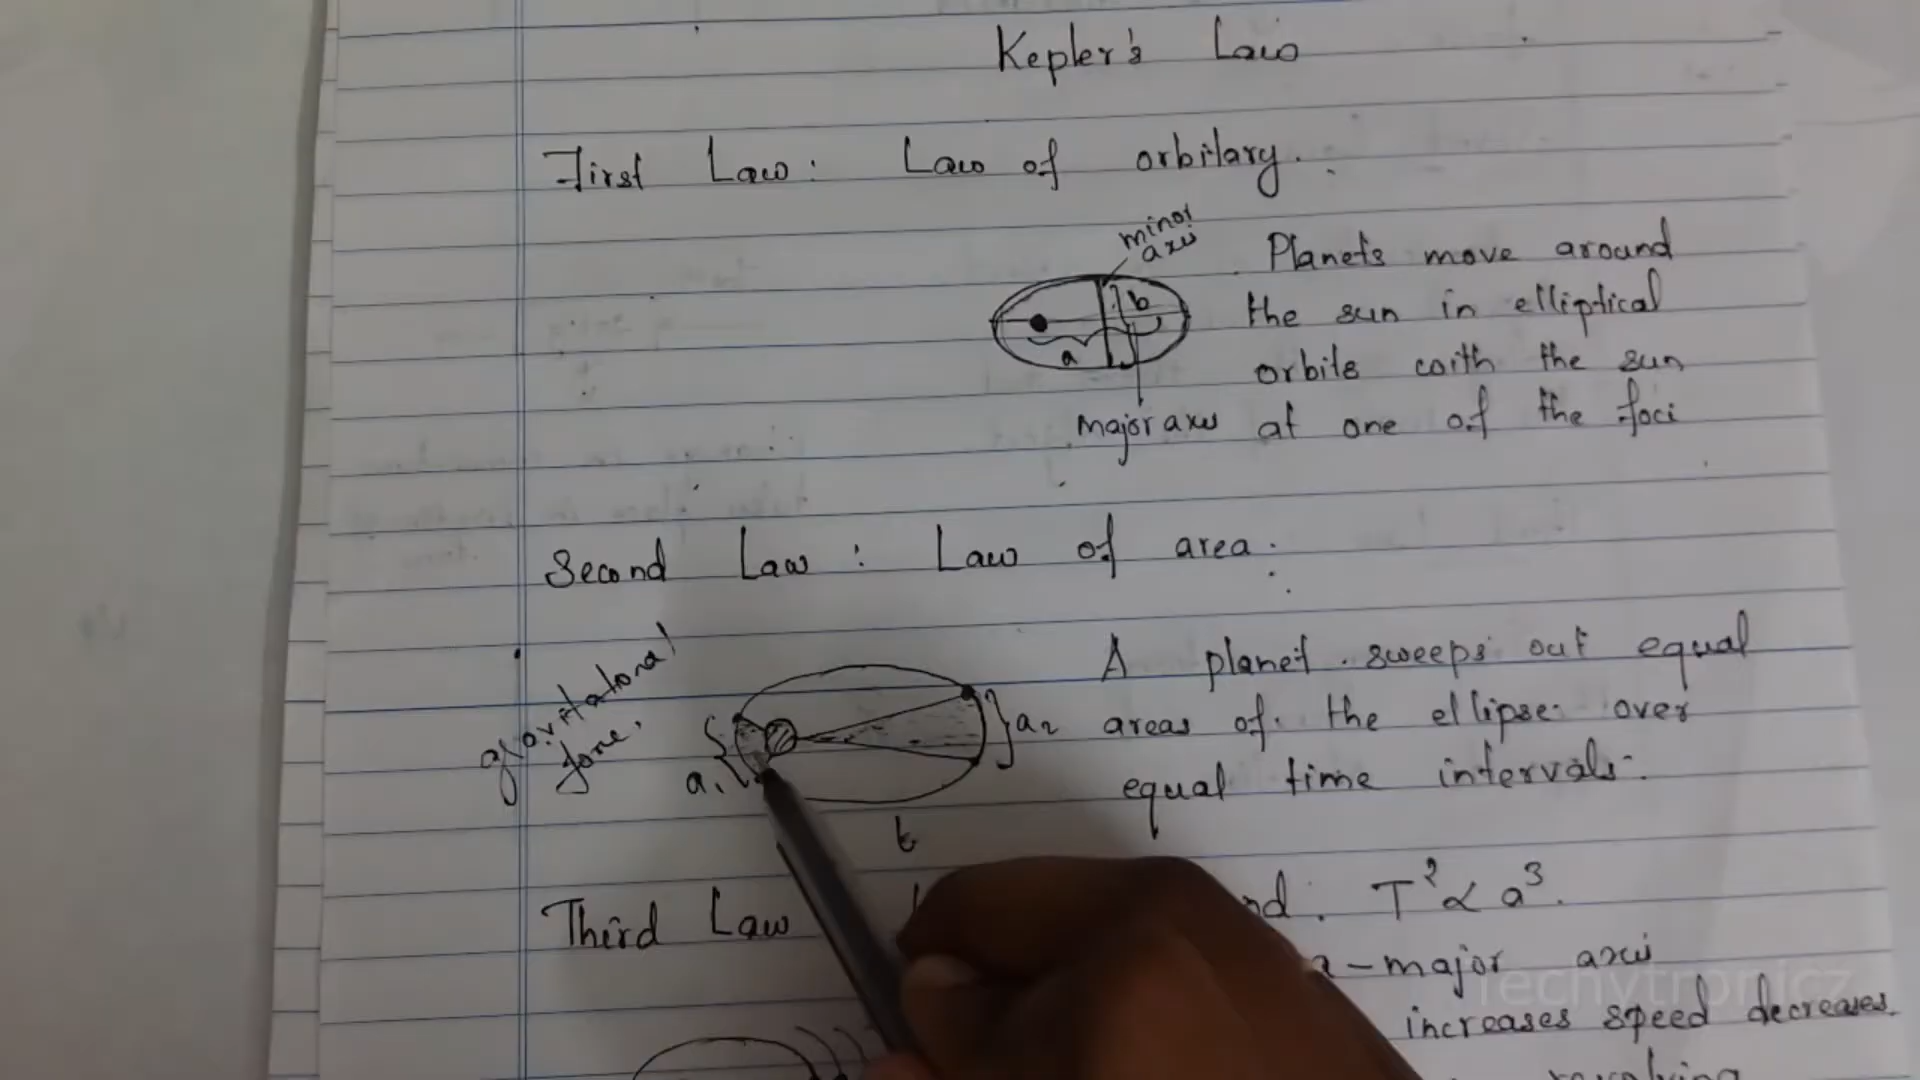 Kepler's Law
First Law: Law of orbitary.
minor
axis
Planets move around
b
the sun in elliptical
a
orbits with the sun
Major axis at one of the foci
Second Law : Law of area.
gravitational
force.
A planet sweeps out equal
a₂ areas of the ellipse over
a₁
equal time intervals.
t
Third Law
T² ∝ a³.
a - major axis
Techytronicz
increases speed decreases.
revolving